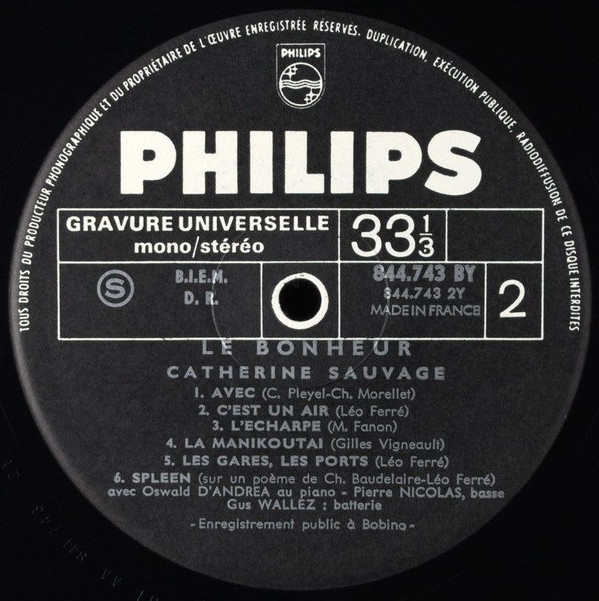 TOUS DROITS DU PRODUCTEUR PHONOGRAPHIQUE ET DU PROPRIÉTAIRE DE L'ŒUVRE ENREGISTRÉE RÉSERVÉS. DUPLICATION, EXÉCUTION PUBLIQUE, RADIODIFFUSION DE CE DISQUE INTERDITES
PHILIPS
PHILIPS
GRAVURE UNIVERSELLE
mono/stéréo
33 1/3
S
B.I.E.M.
D. R.
844.743 BY
844.743 2Y
MADE IN FRANCE
2
LE BONHEUR
CATHERINE SAUVAGE
1. AVEC (C. Pleyel-Ch. Morellet)
2. C'EST UN AIR (Léo Ferré)
3. L'ECHARPE (M. Fanon)
4. LA MANIKOUTAI (Gilles Vigneault)
5. LES GARES, LES PORTS (Léo Ferré)
6. SPLEEN (sur un poème de Ch. Baudelaire-Léo Ferré)
avec Oswald D'ANDREA au piano - Pierre NICOLAS, basse
Gus WALLEZ : batterie
-Enregistrement public à Bobino-